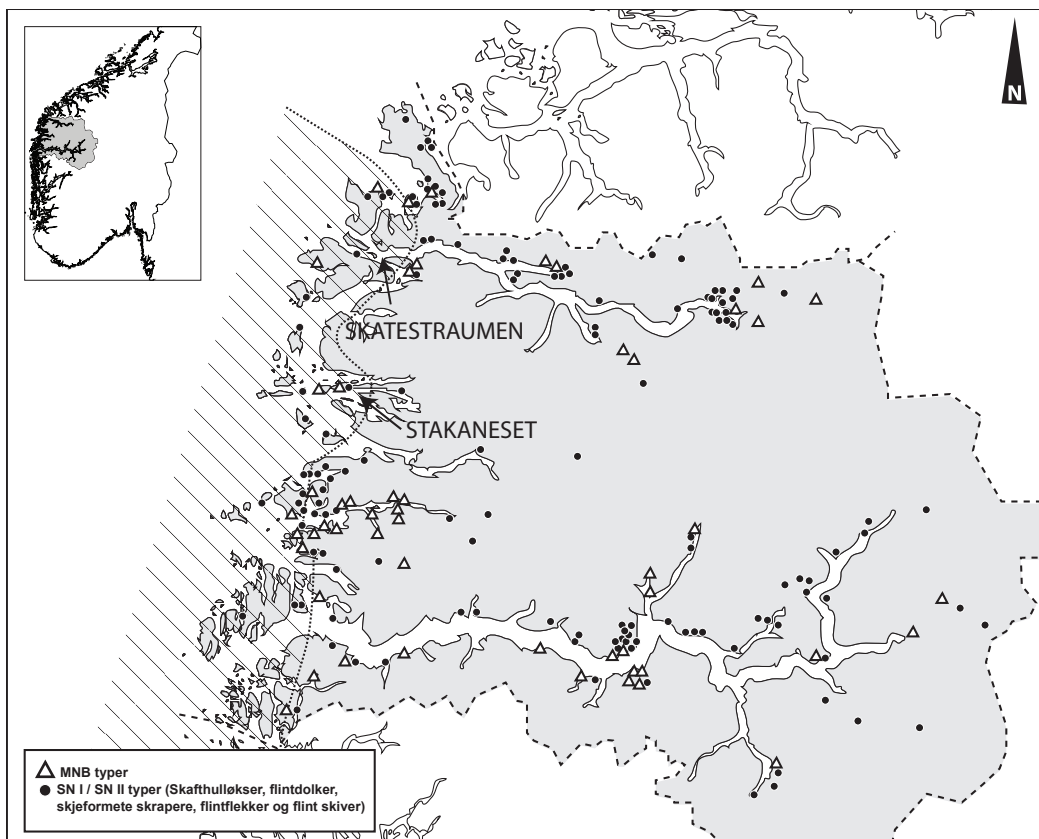 N
SKATESTRAUMEN
STAKANESET
MNB typer
SN I / SN II typer (Skafthulløkser, flintdolker,
skjeformete skrapere, flintflekker og flint skiver)